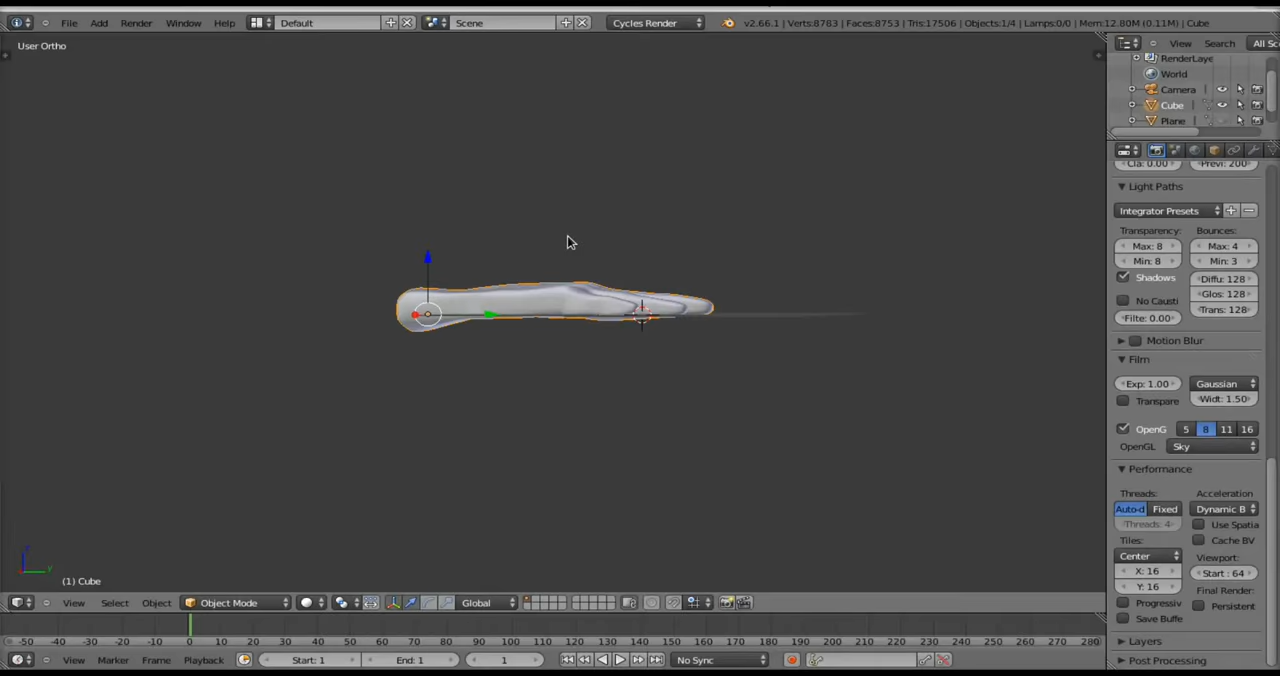 File Add Render Window Help Default Scene Cycles Render v2.66.1 | Verts:8783 | Faces:8753 | Tris:17506 | Objects:1/4 | Lamps:0/0 | Mem:12.80M (0.11M) | Cube
User Ortho
View Search All Sc
RenderLaye
World
Camera
Cube
Plane
Cla: 0.00 Previ: 200
Light Paths
Integrator Presets
Transparency: Bounces:
Max: 8 Max: 4
Min: 8 Min: 3
Shadows Diffu: 128
No Causti Glos: 128
Filte: 0.00 Trans: 128
Motion Blur
Film
Exp: 1.00 Gaussian
Transpare Widt: 1.50
OpenG 5 8 11 16
OpenGL Sky
Performance
Threads: Acceleration
Auto-d Fixed Dynamic B
Threads: 4 Use Spatia
Tiles: Cache BV
Center Viewport:
X: 16 Start: 64
Y: 16 Final Render:
Progressiv Persistent
Save Buffe
Layers
Post Processing
z
y
(1) Cube
View Select Object Object Mode Global
-50 -40 -30 -20 -10 0 10 20 30 40 50 60 70 80 90 100 110 120 130 140 150 160 170 180 190 200 210 220 230 240 250 260 270 280
View Marker Frame Playback Start: 1 End: 1 1 No Sync